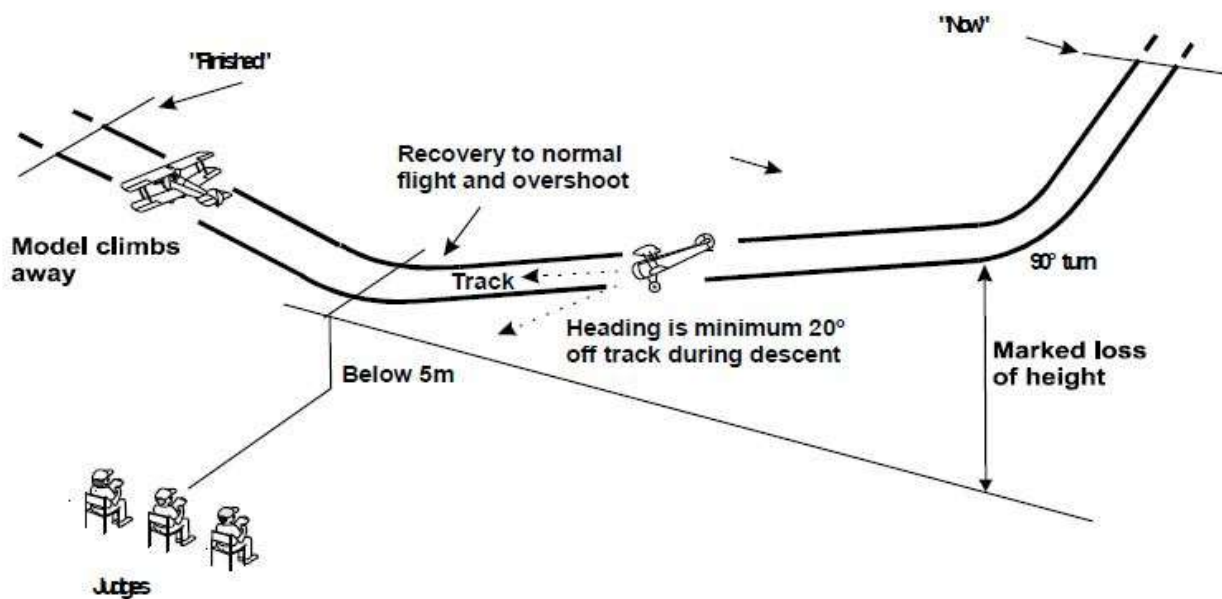 "Now"
"Finished"
Recovery to normal
flight and overshoot
Model climbs
away
Track
90° turn
Heading is minimum 20°
off track during descent
Marked loss
of height
Below 5m
Judges